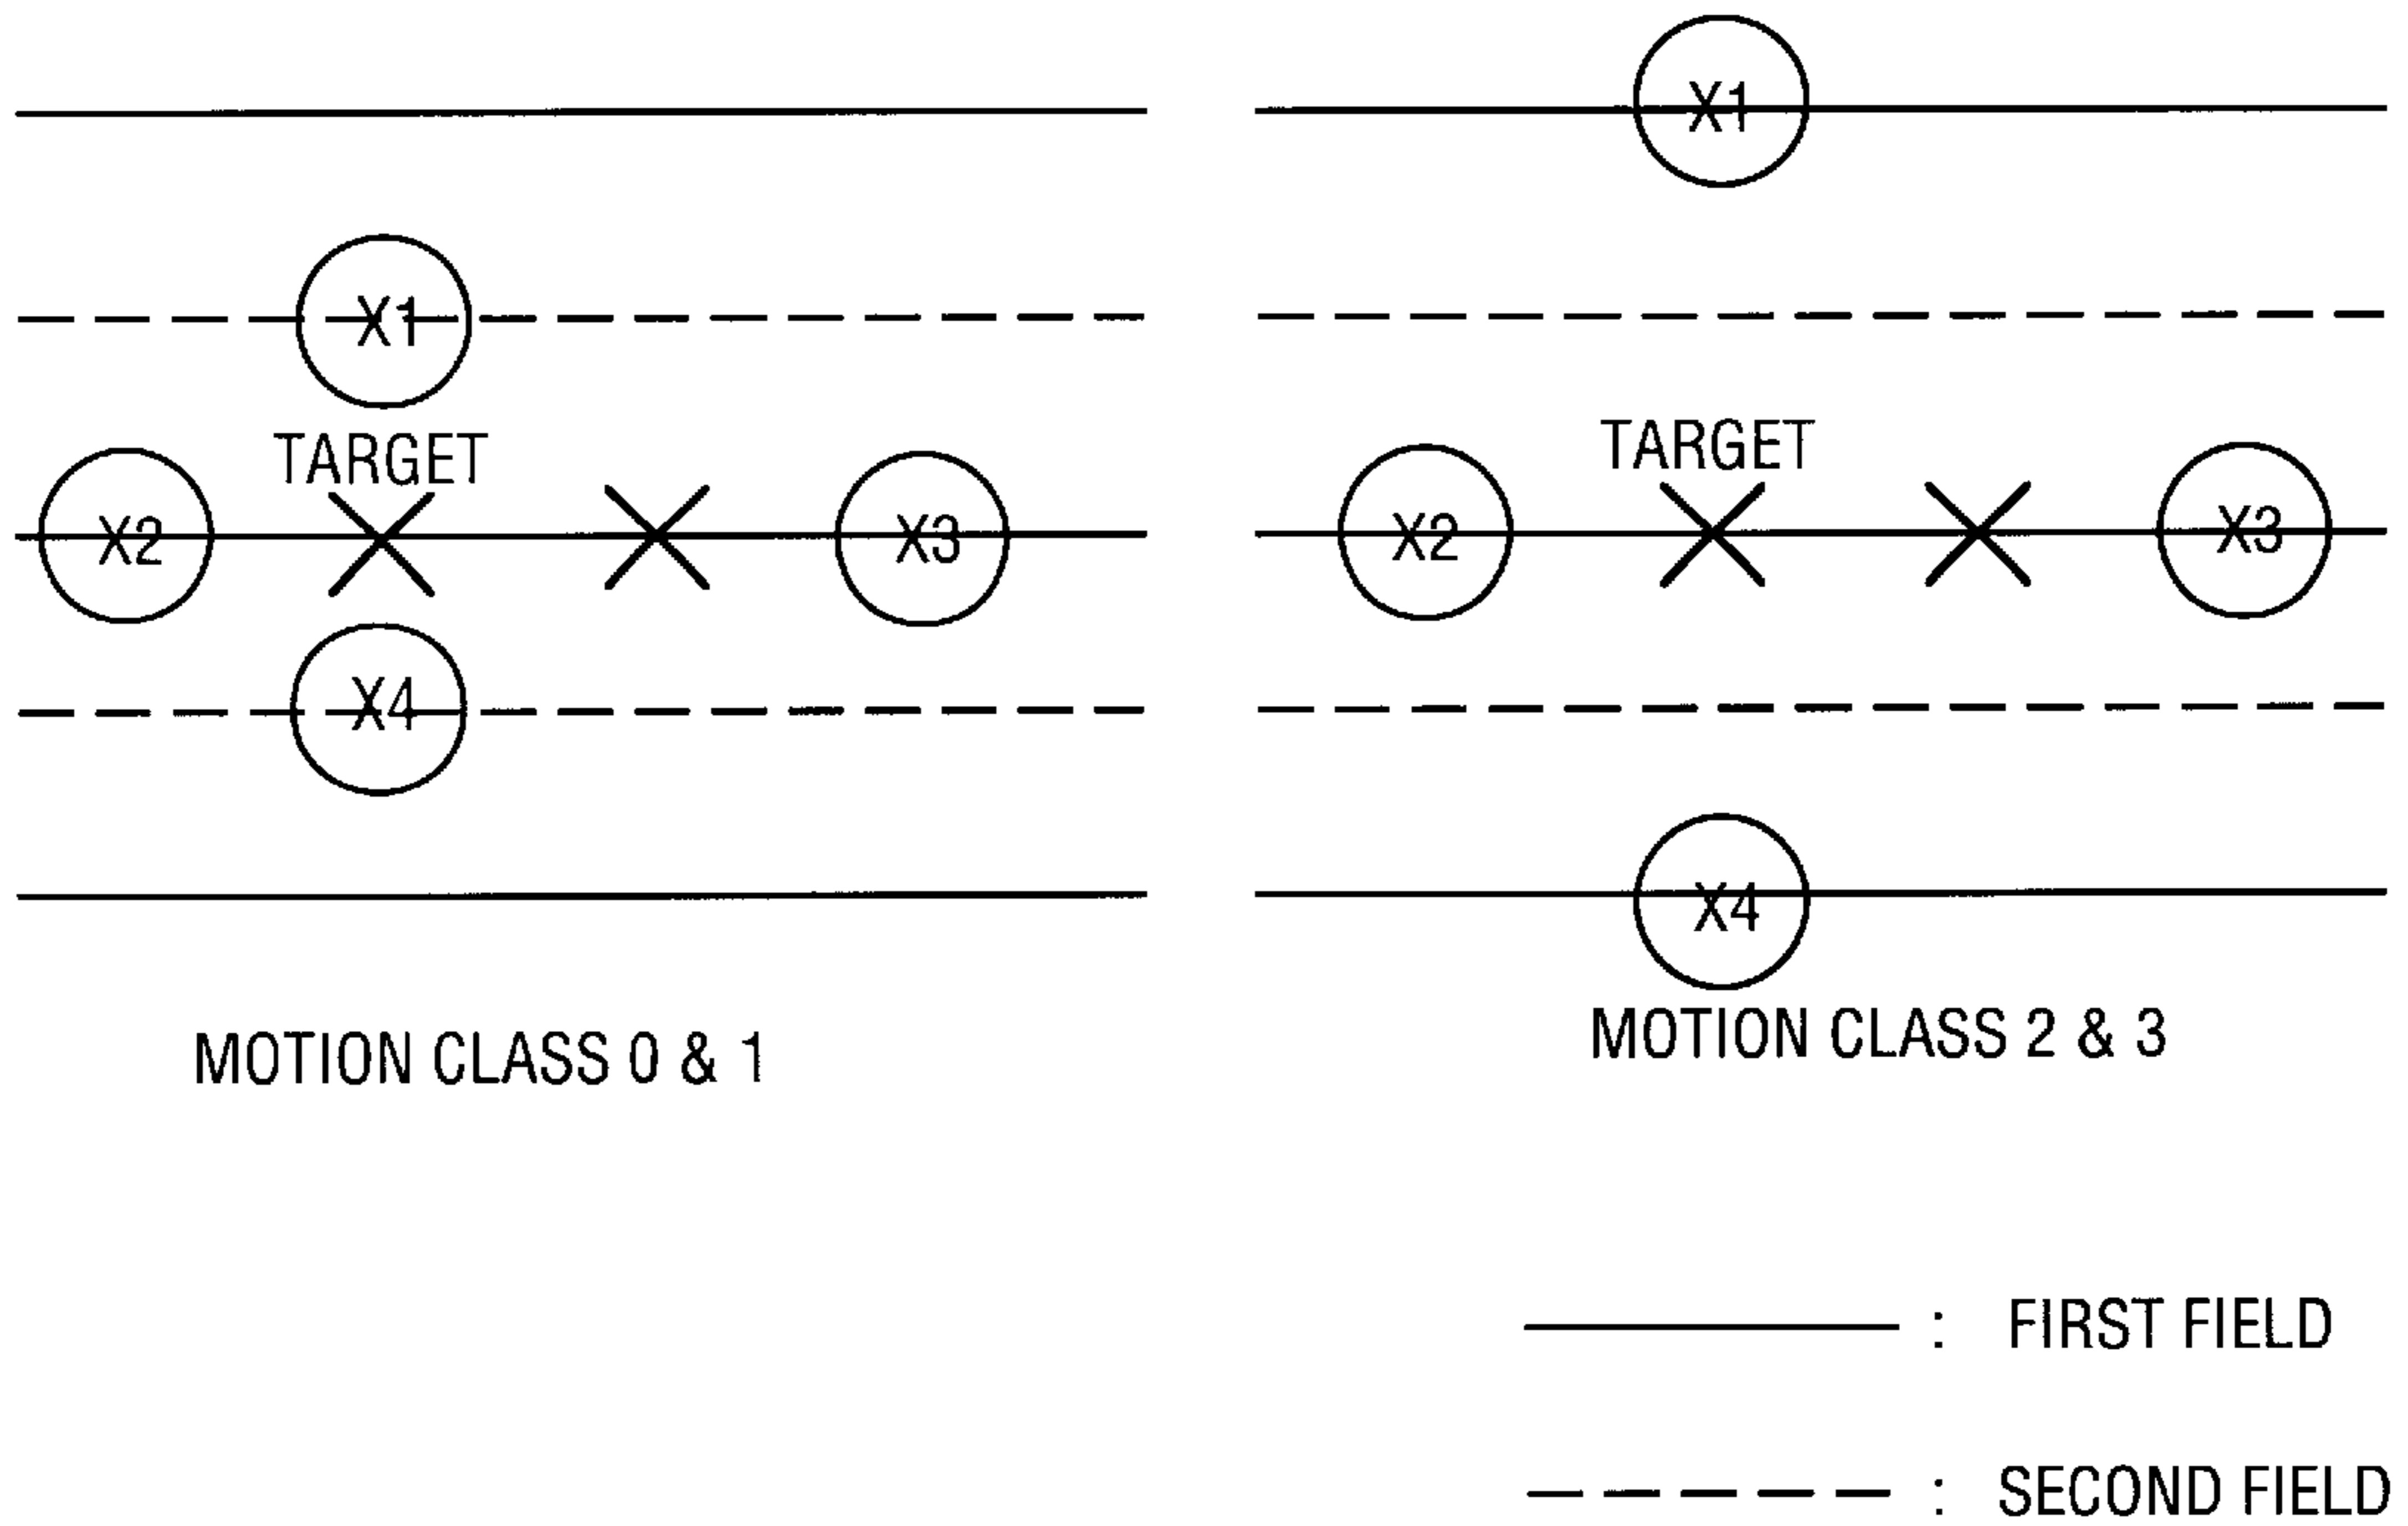 X1
X1
TARGET
X2
X3
X4
TARGET
X2
X3
X4
MOTION CLASS 0 & 1
MOTION CLASS 2 & 3
: FIRST FIELD
: SECOND FIELD